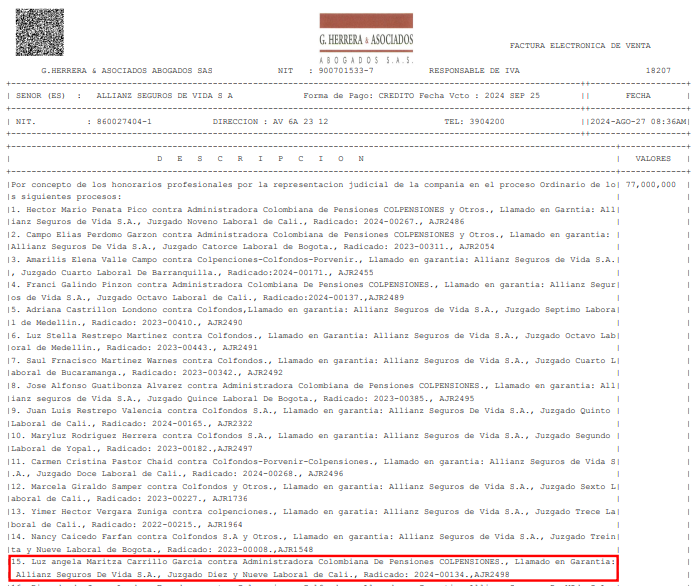 G. HERRERA & ASOCIADOS
ABOGADOS S.A.S.
FACTURA ELECTRONICA DE VENTA
G.HERRERA & ASOCIADOS ABOGADOS SAS NIT : 900701533-7 RESPONSABLE DE IVA 18207
SENOR (ES) : ALLIANZ SEGUROS DE VIDA S A Forma de Pago: CREDITO Fecha Vcto : 2024 SEP 25 FECHA
NIT. : 860027404-1 DIRECCION : AV 6A 23 12 TEL: 3904200 2024-AGO-27 08:36AM
D E S C R I P C I O N VALORES
Por concepto de los honorarios profesionales por la representacion judicial de la compania en el proceso Ordinario de lo 77,000,000
s siguientes procesos:
1. Hector Mario Penata Pico contra Administradora Colombiana de Pensiones COLPENSIONES y Otros., Llamado en Garntia: All
ianz Seguros de Vida S.A., Juzgado Noveno Laboral de Cali., Radicado: 2024-00267., AJR2486
2. Campo Elias Perdomo Garzon contra Administradora Colombiana de Pensiones COLPENSIONES y Otros., Llamado en garantia:
Allianz Seguros De Vida S.A., Juzgado Catorce Laboral de Bogota., Radicado: 2023-00311., AJR2054
3. Amarilis Elena Valle Campo contra Colpenciones-Colfondos-Porvenir., Llamado en garantia: Allianz Seguros de Vida S.A.
, Juzgado Cuarto Laboral De Barranquilla., Radicado:2024-00171., AJR2455
4. Franci Galindo Pinzon contra Administradora Colombiana De Pensiones COLPENSIONES., Llamado en garantia: Allianz Segur
os de Vida S.A., Juzgado Octavo Laboral de Cali., Radicado:2024-00137.,AJR2489
5. Adriana Castrillon Londono contra Colfondos,Llamado en garantia: Allianz Seguros de Vida S.A., Juzgado Septimo Labora
l de Medellin., Radicado: 2023-00410., AJR2490
6. Luz Stella Restrepo Martinez contra Colfondos., Llamado en Garantia: Allianz Seguros de Vida S.A., Juzgado Octavo Lab
oral de Medellin., Radicado: 2023-00443., AJR2491
7. Saul Frnacisco Martinez Warnes contra Colfondos., Llamado en garantia: Allianz Seguros de Vida S.A., Juzgado Cuarto L
aboral de Bucaramanga., Radicado: 2023-00342., AJR2492
8. Jose Alfonso Guatibonza Alvarez contra Administradora Colombiana de Pensiones COLPENSIONES., Llamado en garantia: All
ianz seguros de Vida S.A., Juzgado Quince Laboral De Bogota., Radicado: 2023-00385., AJR2495
9. Juan Luis Restrepo Valencia contra Colfondos S.A., Llamado en garantia: Allianz Seguros De Vida S.A., Juzgado Quinto
Laboral de Cali., Radicado: 2024-00165., AJR2322
10. Maryluz Rodriguez Herrera contra Colfondos S.A., Llamado en garantia: Allianz Seguros de Vida S.A., Juzgado Segundo
Laboral de Yopal., Radicado: 2023-00182.,AJR2497
11. Carmen Cristina Pastor Chaid contra Colfondos-Porvenir-Colpensiones., Llamado en garantia: Allianz Seguros de Vida S
.A., Juzgado Doce Laboral de Cali., Radicado: 2024-00268., AJR2496
12. Marcela Giraldo Samper contra Colfondos y Otros., Llamado en garantia: Allianz Seguros de Vida S.A., Juzgado Sexto L
aboral de Cali., Radicado: 2023-00227., AJR1736
13. Yimer Hector Vergara Zuniga contra colpenciones., Llamado en garantia: Allianz Seguros de Vida S.A., Juzgado Trece La
boral de Cali., Radicado: 2022-00215., AJR1964
14. Nancy Caicedo Farfan contra Colfondos S.A y Otros., Llamado en garantia: Allianz Seguros de Vida S.A., Juzgado Trein
ta y Nueve Laboral de Bogota., Radicado: 2023-00008.,AJR1548
15. Luz angela Maritza Carrillo Garcia contra Administradora Colombiana De Pensiones COLPENSIONES., Llamado en Garantia:
Allianz Seguros De Vida S.A., Juzgado Diez y Nueve Laboral de Cali., Radicado: 2024-00134.,AJR2498